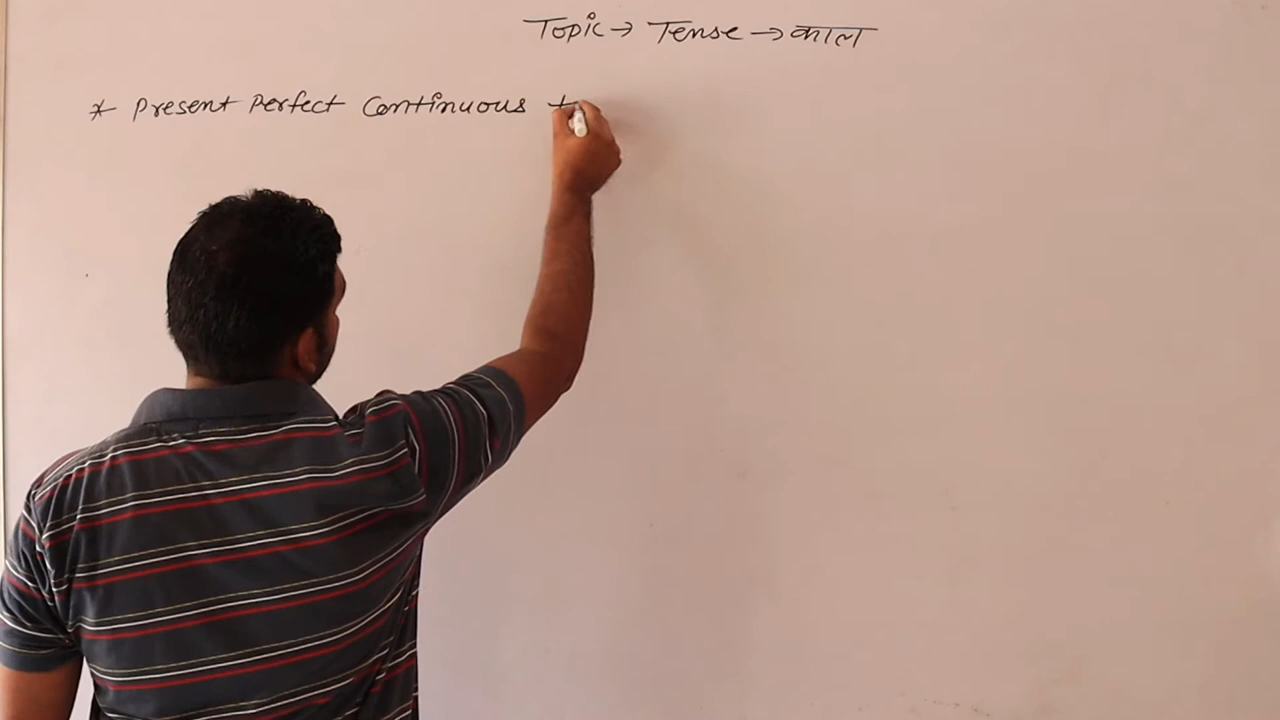 Topic → Tense → काल
* Present Perfect Continuous